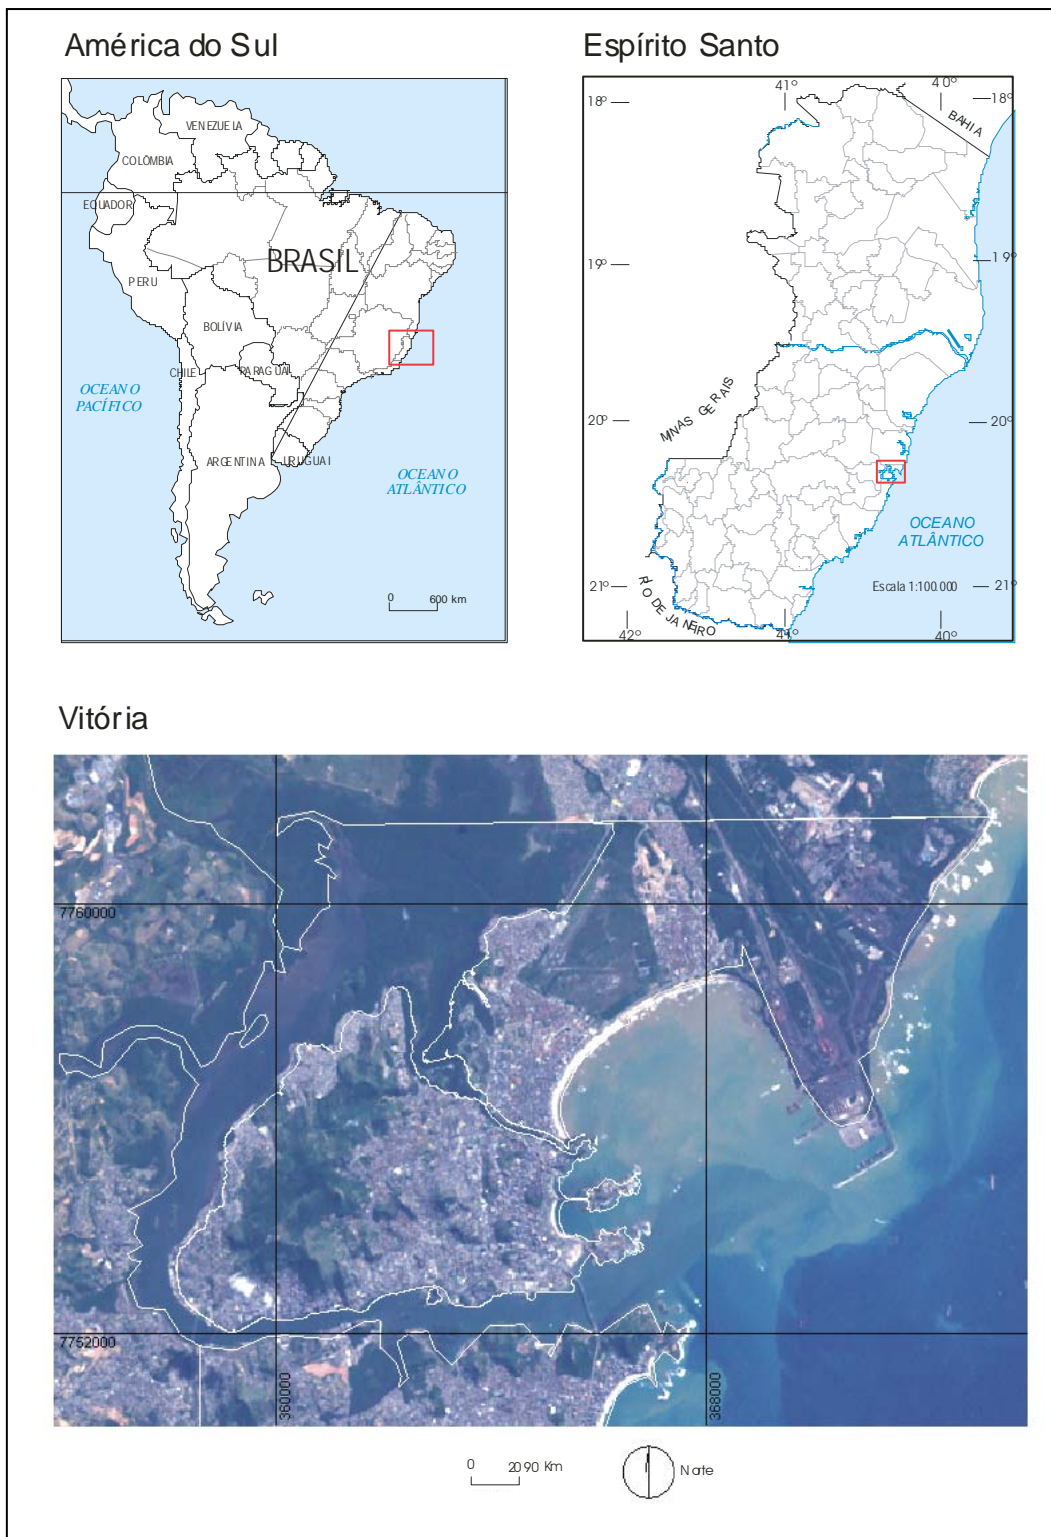 América do Sul
VENEZUELA
COLÔMBIA
EQUADOR
BRASIL
PERU
BOLÍVIA
CHILE
PARAGUAI
OCEANO
PACÍFICO
ARGENTINA
URUGUAI
OCEANO
ATLÂNTICO
0 600 km
Espírito Santo
41º
40º
18º
18º
BAHIA
19º
19º
MINAS GERAIS
20º
20º
OCEANO
ATLÂNTICO
Escala 1:100.000
21º
21º
RIO DE JANEIRO
42º
41º
40º
Vitória
7760000
7752000
360000
368000
0 2090 Km
Norte